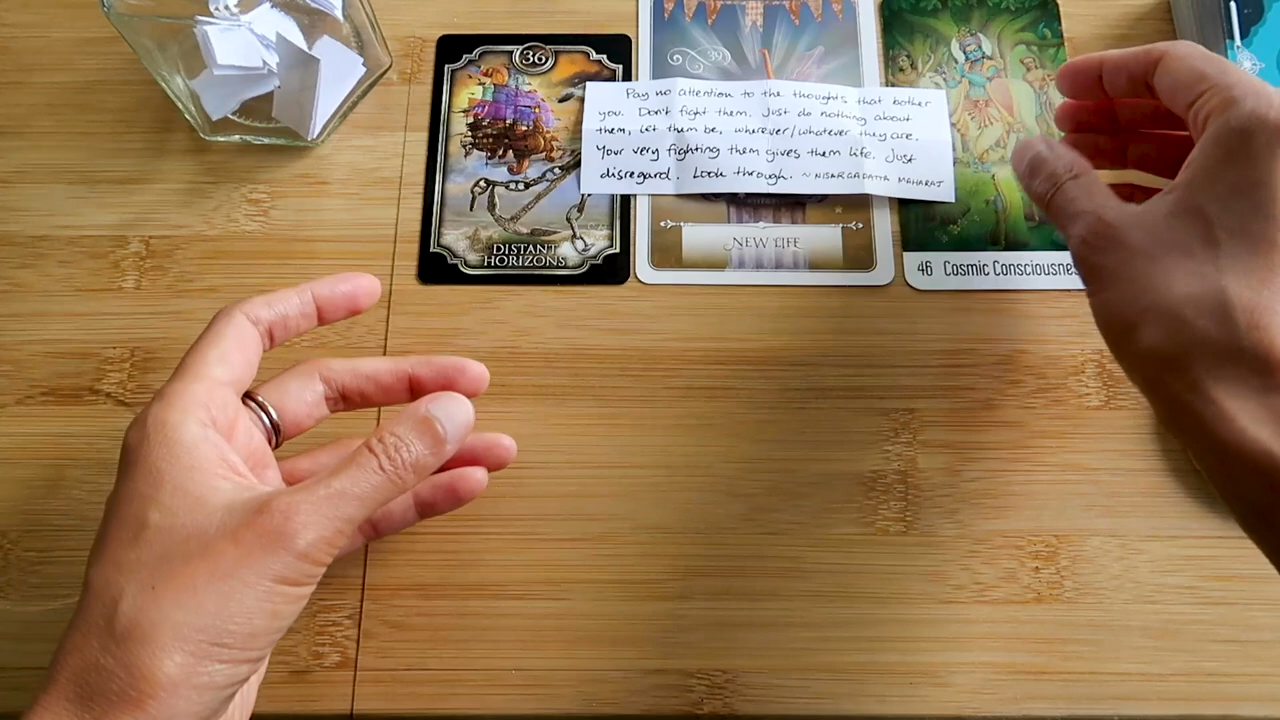 36
DISTANT
HORIZONS
39
Pay no attention to the thoughts that bother
you. Don't fight them. Just do nothing about
them, let them be, wherever/whatever they are.
Your very fighting them gives them life. Just
disregard. Look through. ~ NISARGADATTA MAHARAJ
NEW LIFE
46 Cosmic Consciousnes